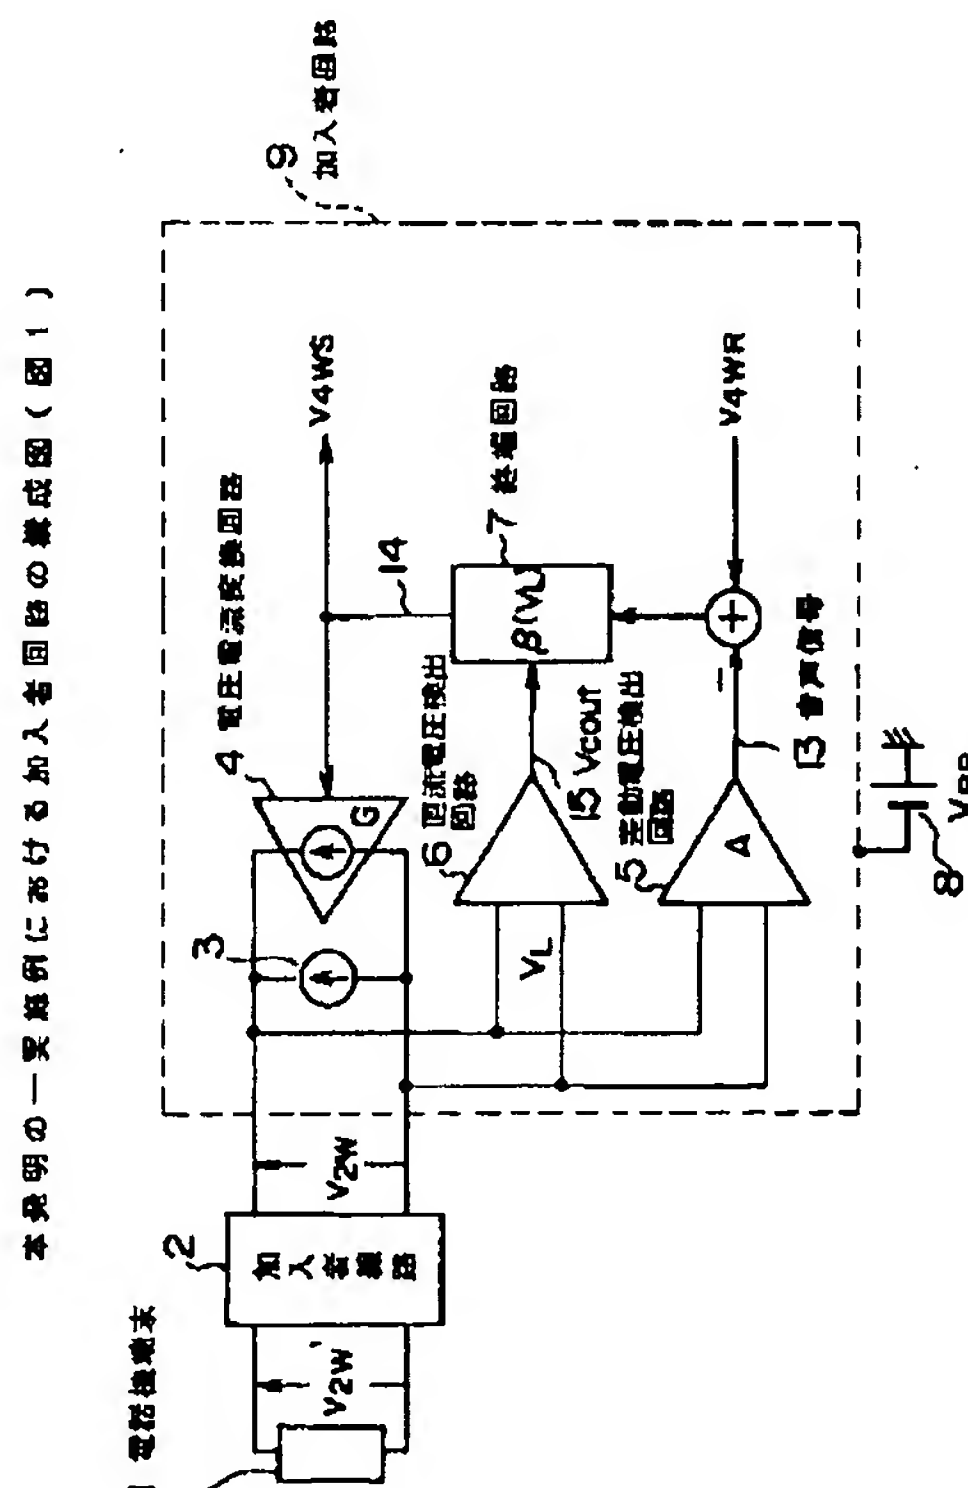 本発明の一実施例における加入者回路の構成図(図1)
9
加入者回路
V4WS
4 電圧電流変換回路
G
14
7 終端回路
β(VL)
V4WR
+
−
3
6 直流電圧検出
回路
15 VCOUT
5 差動電圧検出
回路
A
13 音声信号
VL
8
VBB
V2W
2
加入者線路
V2W'
電話機端末